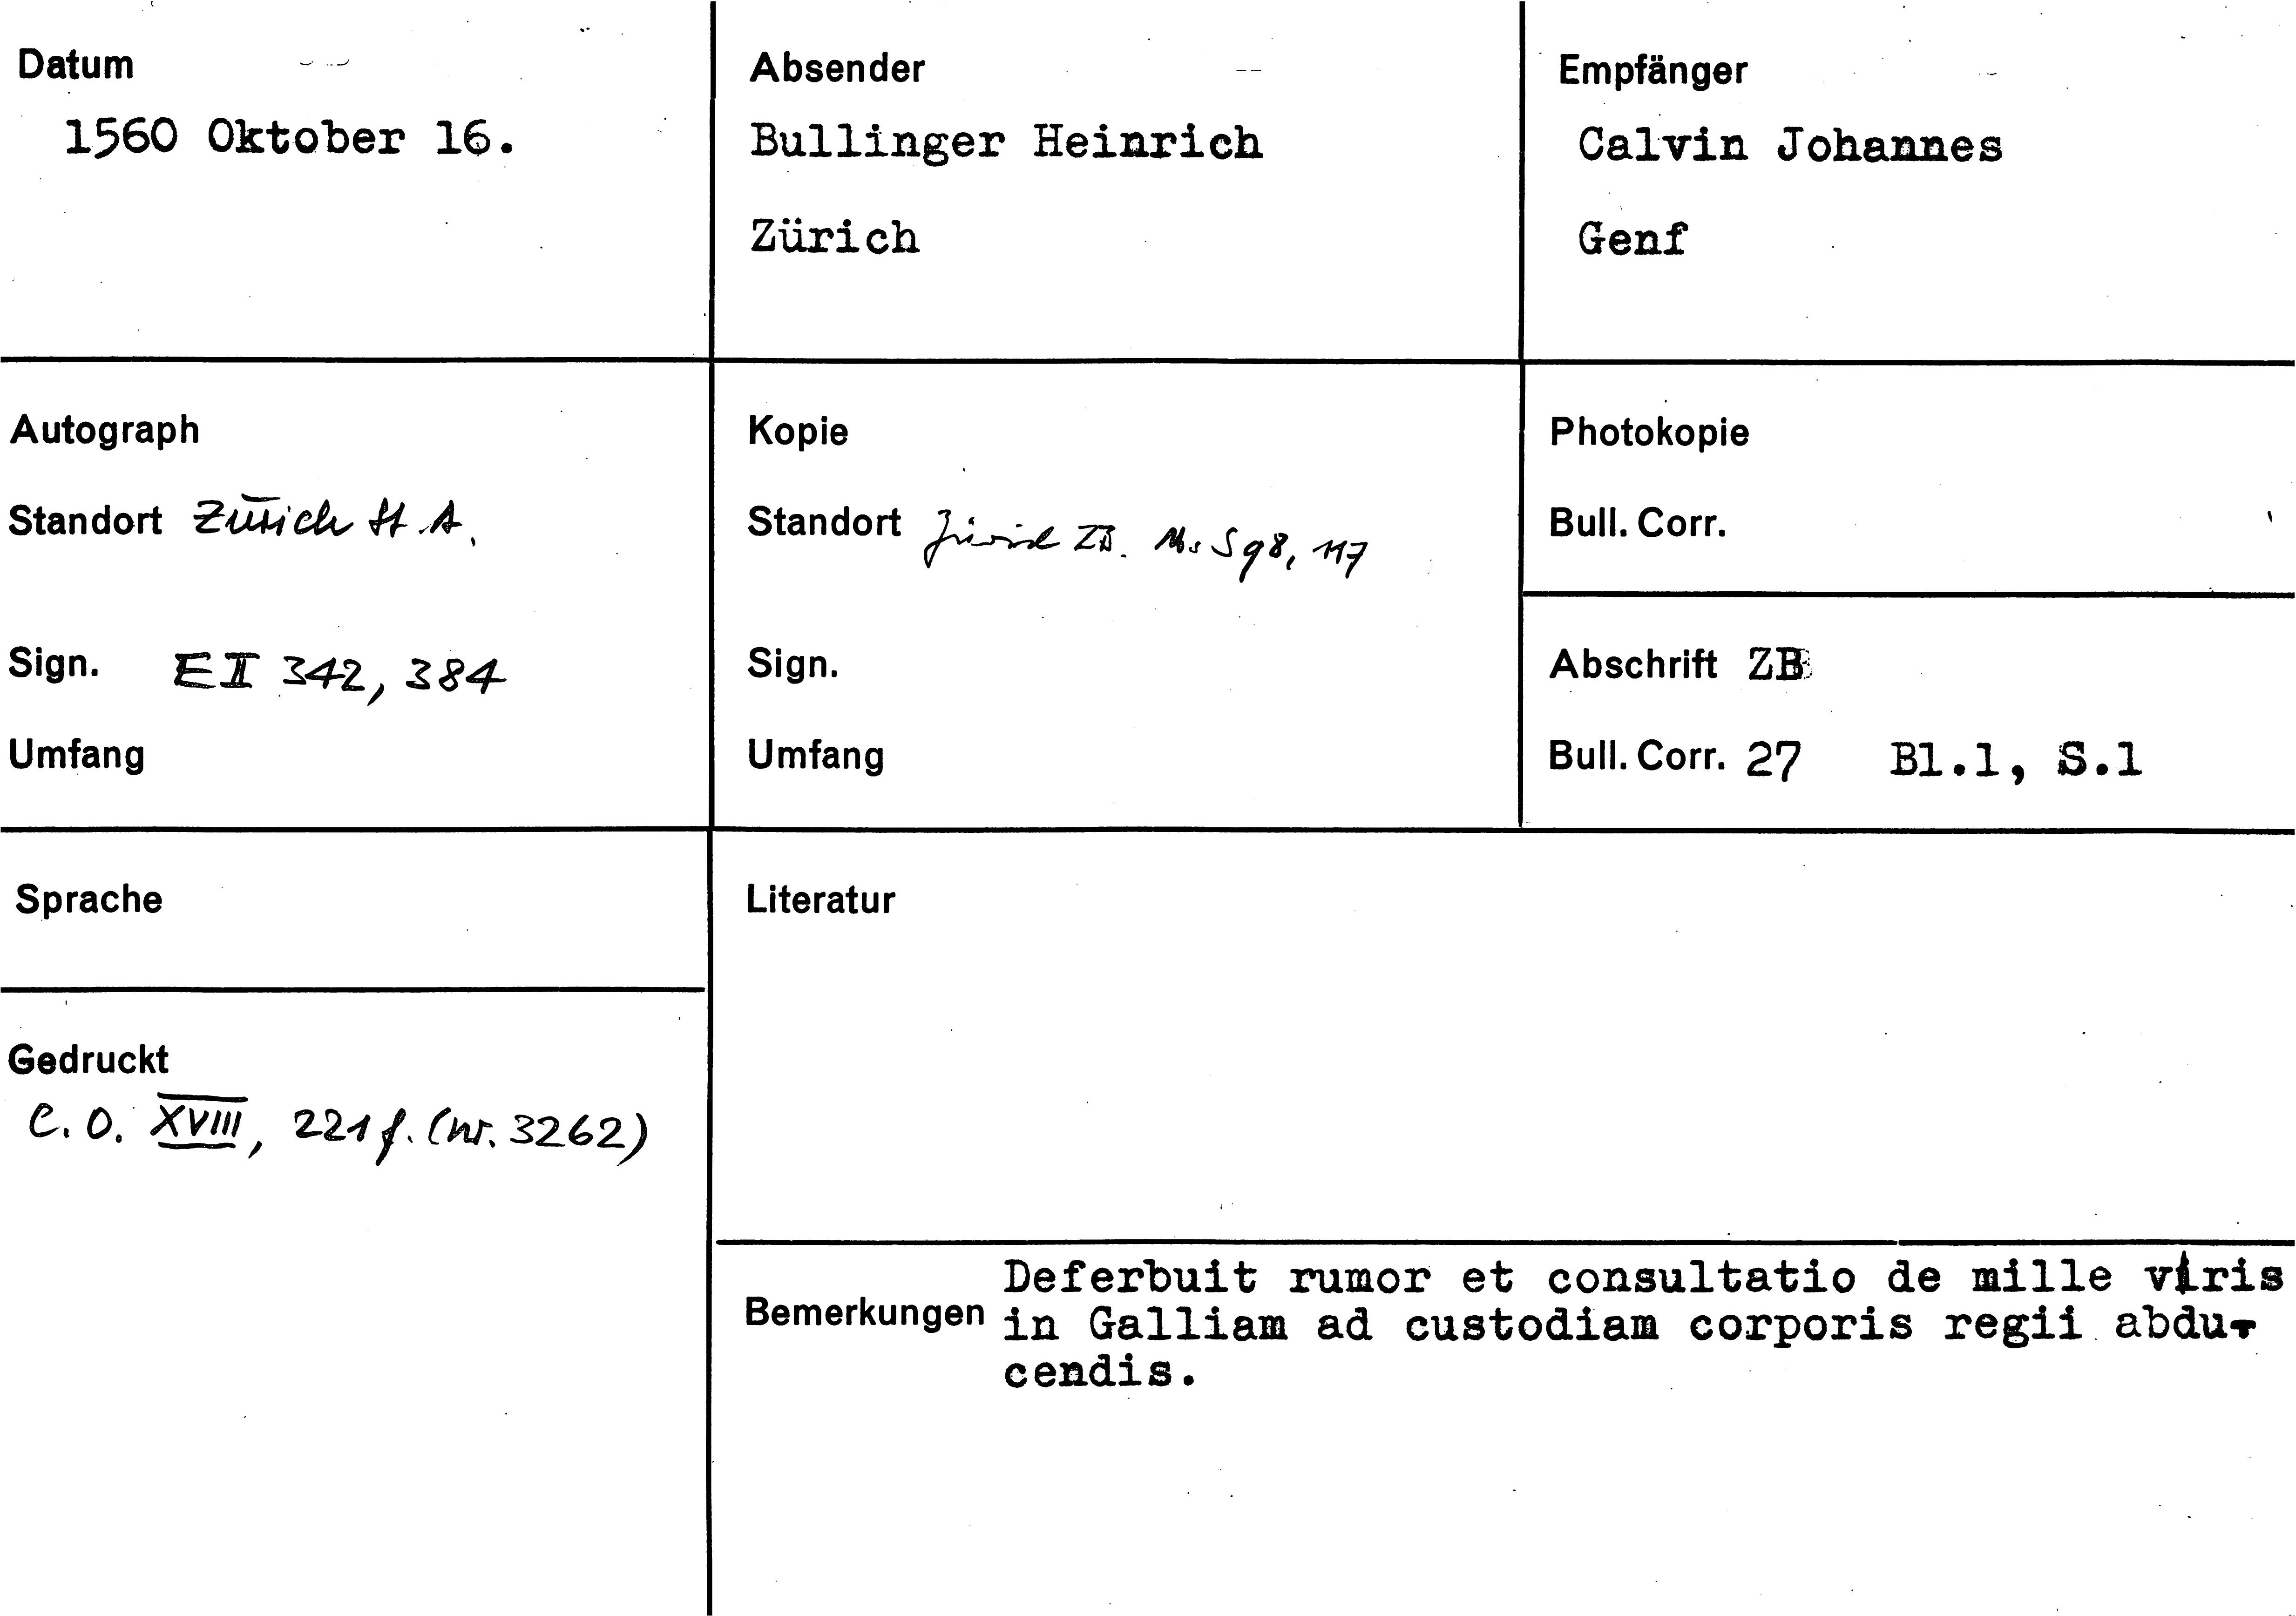 Datum
1560 Oktober 16.
Absender
Bullinger Heinrich
Zürich
Empfänger
Calvin Johannes
Genf
Autograph
Standort Zürich St A.
Sign. E II 342, 384
Umfang
Kopie
Standort Zürich ZB. Ms S 98, 117
Sign.
Umfang
Photokopie
Bull. Corr.
Abschrift ZB
Bull. Corr. 27 Bl.1, S.1
Sprache
Gedruckt
C. O. XVIII, 221 f. (nr. 3262)
Literatur
Bemerkungen
Deferbuit rumor et consultatio de mille viris
in Galliam ad custodiam corporis regii abdu-
cendis.